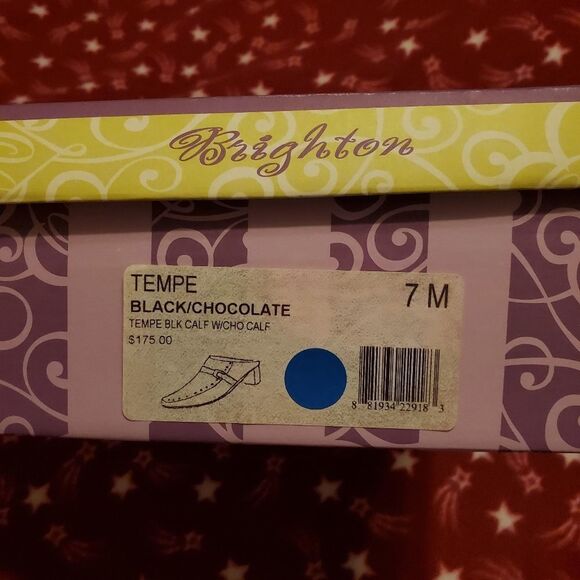 Brighton
TEMPE 7 M
BLACK/CHOCOLATE
TEMPE BLK CALF W/CHO CALF
$175.00
8 81934 22918 3